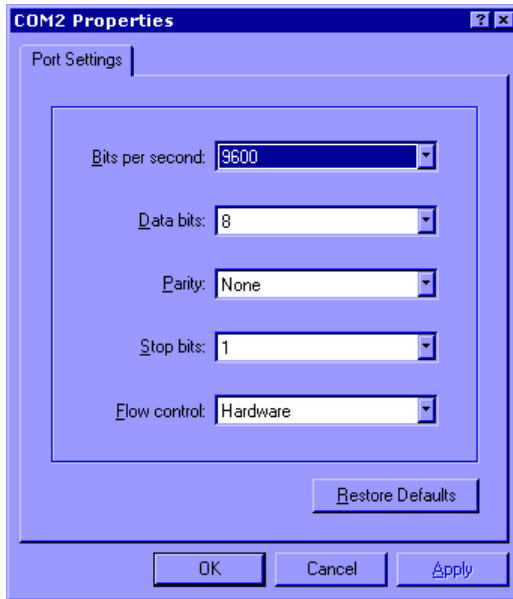 COM2 Properties
Port Settings
Bits per second: 9600
Data bits: 8
Parity: None
Stop bits: 1
Flow control: Hardware
Restore Defaults
OK Cancel Apply